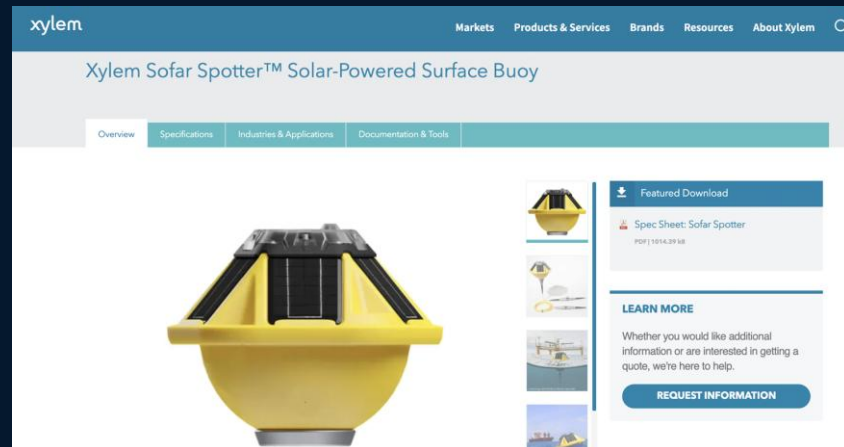 xylem
Markets Products & Services Brands Resources About Xylem
Xylem Sofar Spotter™ Solar-Powered Surface Buoy
Overview Specifications Industries & Applications Documentation & Tools
Featured Download
Spec Sheet: Sofar Spotter
PDF | 1014.39 kB
LEARN MORE
Whether you would like additional
information or are interested in getting a
quote, we're here to help.
REQUEST INFORMATION